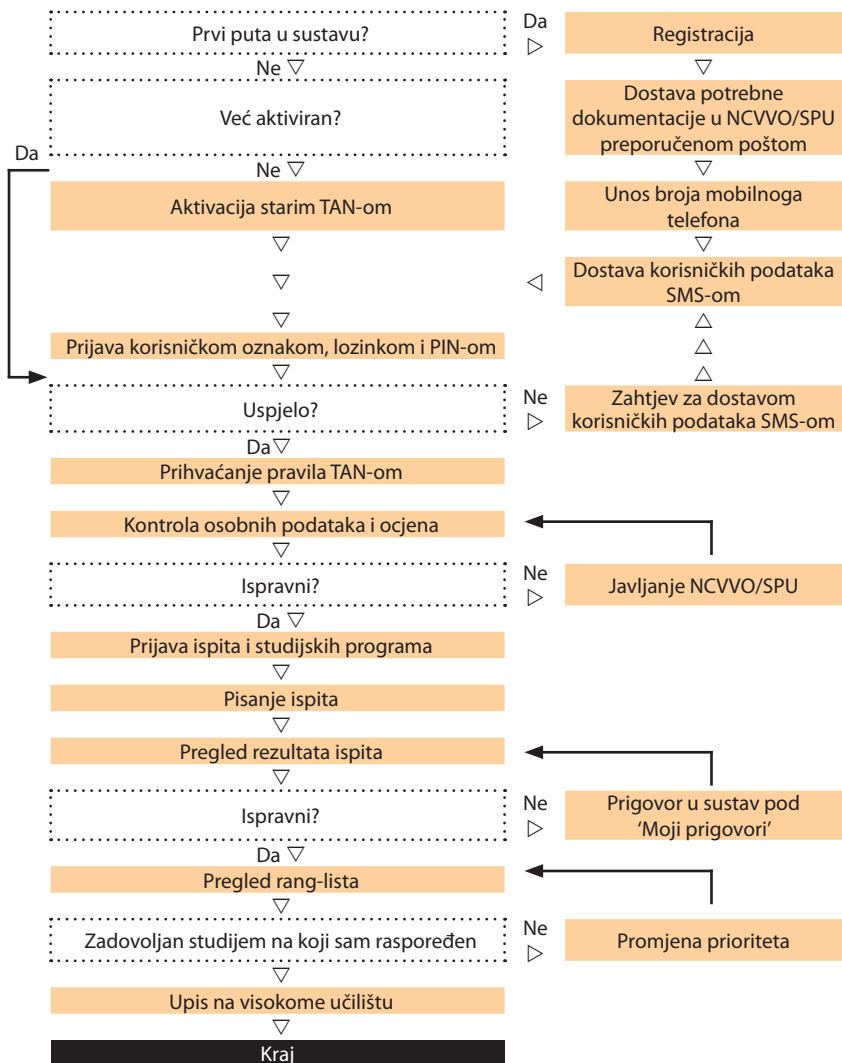 Prvi puta u sustavu?
Da
Registracija
Ne
Dostava potrebne
dokumentacije u NCVVO/SPU
preporučenom poštom
Već aktiviran?
Da
Ne
Aktivacija starim TAN-om
Unos broja mobilnoga
telefona
Dostava korisničkih podataka
SMS-om
Prijava korisničkom oznakom, lozinkom i PIN-om
Uspjelo?
Ne
Zahtjev za dostavom
korisničkih podataka SMS-om
Da
Prihvaćanje pravila TAN-om
Kontrola osobnih podataka i ocjena
Ispravni?
Ne
Javljanje NCVVO/SPU
Da
Prijava ispita i studijskih programa
Pisanje ispita
Pregled rezultata ispita
Ispravni?
Ne
Prigovor u sustav pod
‘Moji prigovori’
Da
Pregled rang-lista
Zadovoljan studijem na koji sam raspoređen
Ne
Promjena prioriteta
Upis na visokome učilištu
Kraj